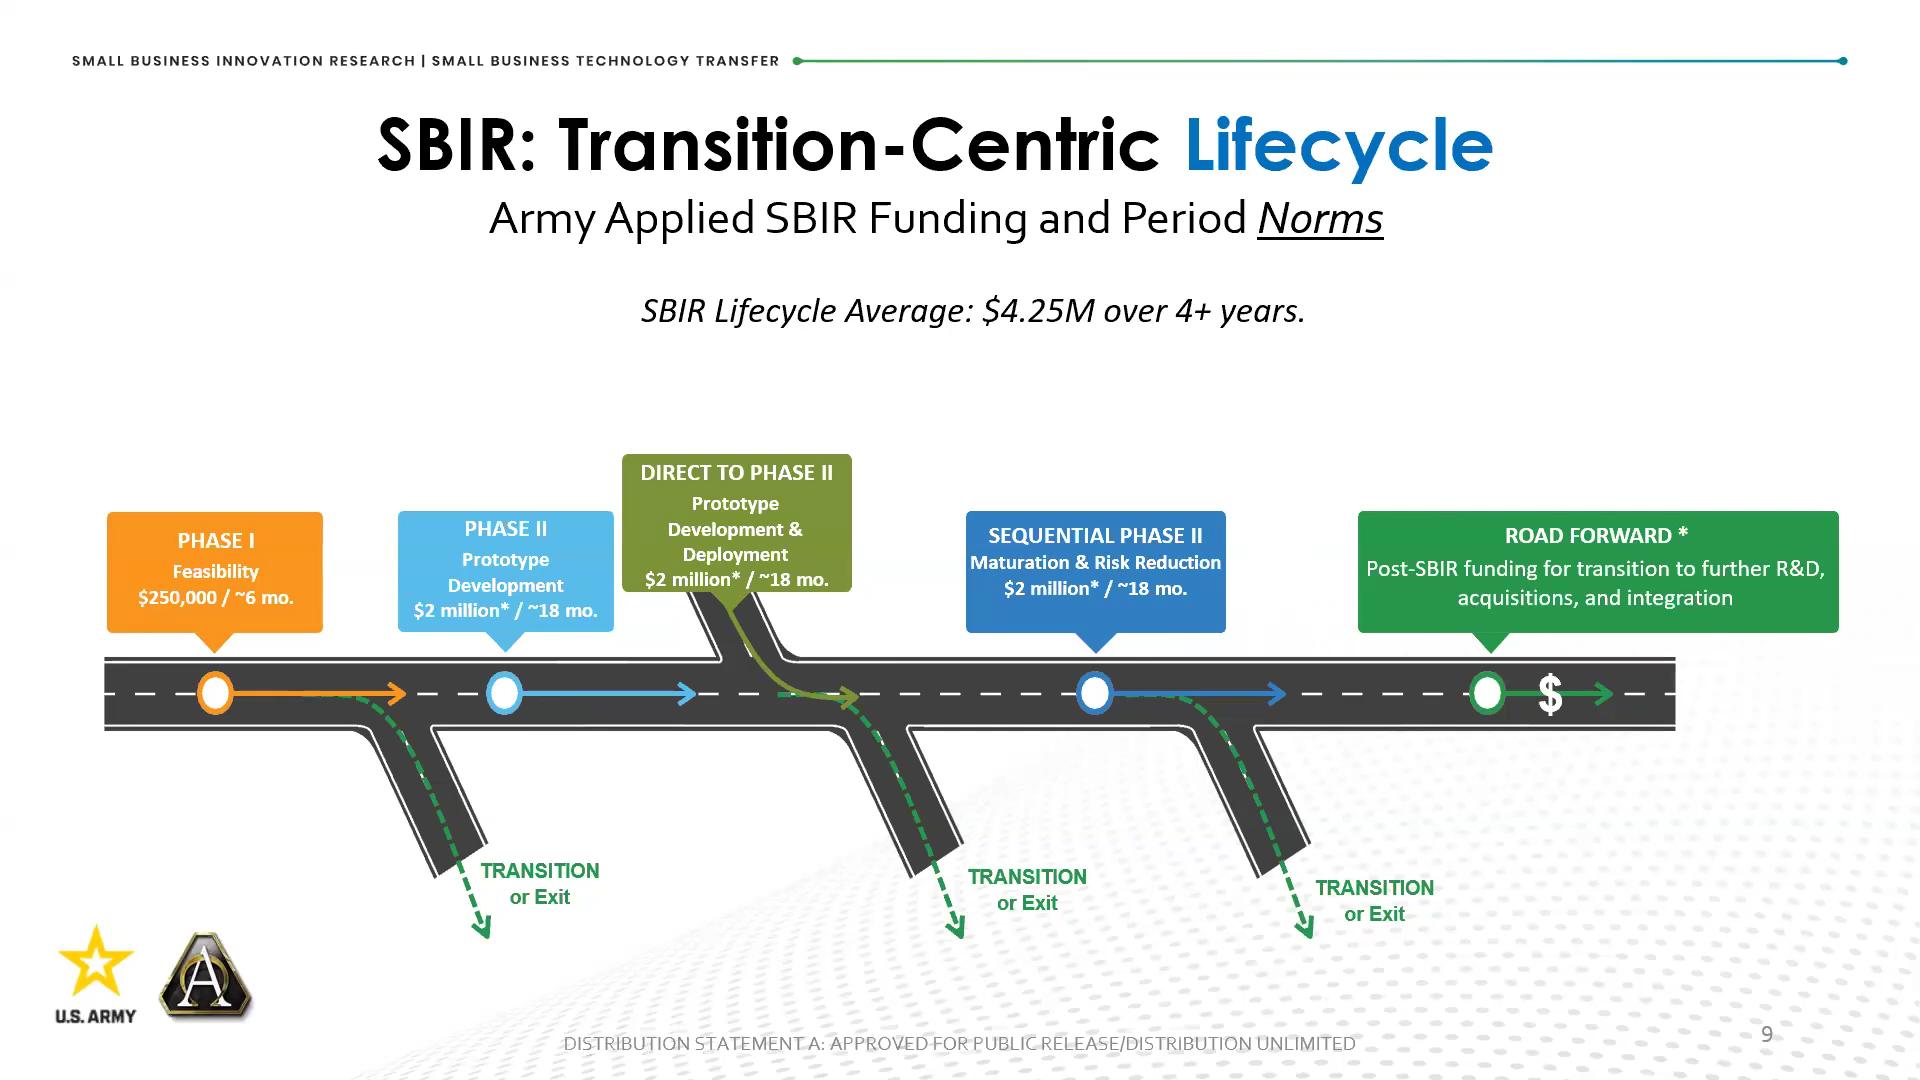 SMALL BUSINESS INNOVATION RESEARCH | SMALL BUSINESS TECHNOLOGY TRANSFER
SBIR: Transition-Centric Lifecycle
Army Applied SBIR Funding and Period Norms
SBIR Lifecycle Average: $4.25M over 4+ years.
PHASE I
Feasibility
$250,000 / ~6 mo.
PHASE II
Prototype
Development
$2 million* / ~18 mo.
DIRECT TO PHASE II
Prototype
Development &
Deployment
$2 million* / ~18 mo.
SEQUENTIAL PHASE II
Maturation & Risk Reduction
$2 million* / ~18 mo.
ROAD FORWARD *
Post-SBIR funding for transition to further R&D,
acquisitions, and integration
$
TRANSITION
or Exit
TRANSITION
or Exit
TRANSITION
or Exit
U.S. ARMY
DISTRIBUTION STATEMENT A: APPROVED FOR PUBLIC RELEASE/DISTRIBUTION UNLIMITED
9